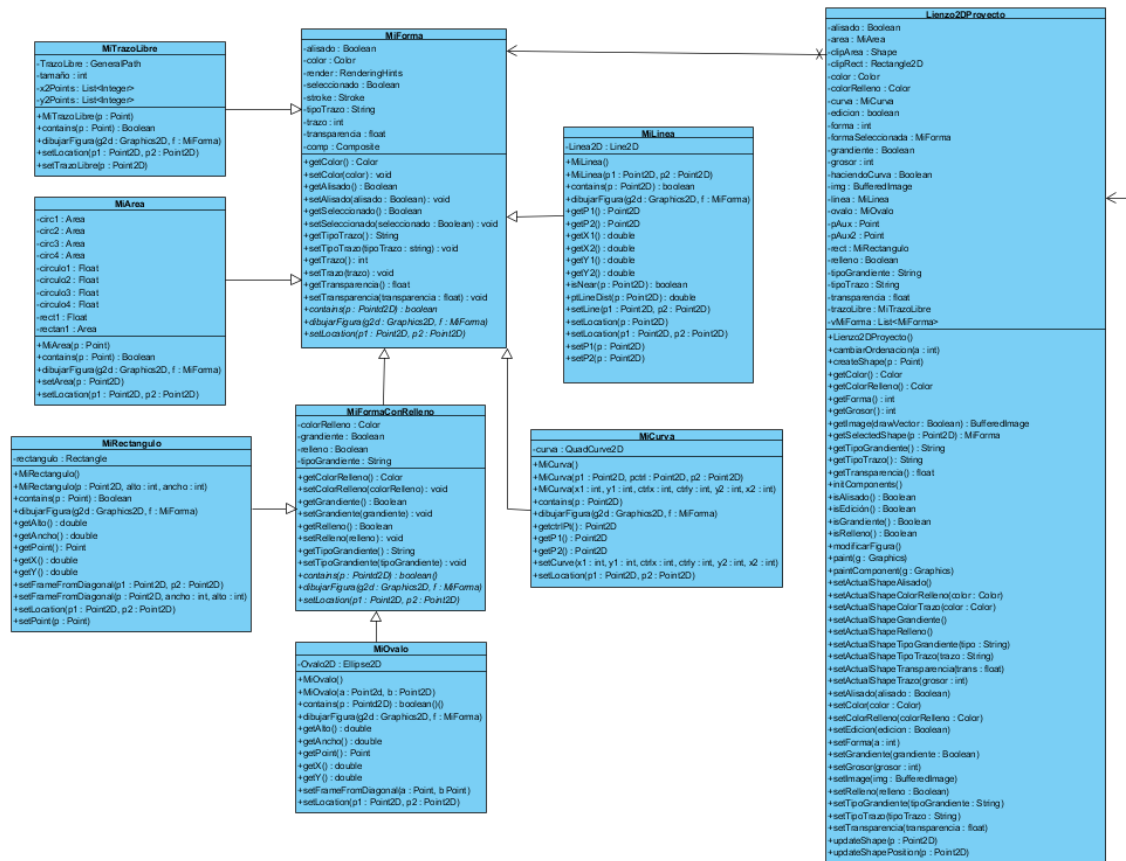 MiTrazoLibre
-TrazoLibre : GeneralPath
-tamaño : int
-x2Points : List<Integer>
-y2Points : List<Integer>
+MiTrazoLibre(p : Point)
+contains(p : Point) Boolean
+dibujarFigura(g2d : Graphics2D, f : MiForma)
+setLocation(p1 : Point2D, p2 : Point2D)
+setTrazoLibre(p : Point2D)
MiArea
-circ1 : Area
-circ2 : Area
-circ3 : Area
-circ4 : Area
-circulo1 : Float
-circulo2 : Float
-circulo3 : Float
-circulo4 : Float
-rect1 : Float
-rectan1 : Area
+MiArea(p : Point)
+contains(p : Point) Boolean
+dibujarFigura(g2d : Graphics2D, f : MiForma)
+setArea(p : Point2D)
+setLocation(p1 : Point2D, p2 : Point2D)
MiRectangulo
-rectangulo : Rectangle
+MiRectangulo()
+MiRectangulo(p : Point2D, alto : int, ancho : int)
+contains(p : Point) Boolean
+dibujarFigura(g2d : Graphics2D, f : MiForma)
+getAlto() : double
+getAncho() : double
+getPoint() : Point
+getX() : double
+getY() : double
+setFrameFromDiagonal(p1 : Point2D, p2 : Point2D)
+setFrameFromDiagonal(p : Point2D, ancho : int, alto : int)
+setLocation(p1 : Point2D, p2 : Point2D)
+setPoint(p : Point)
MiForma
-alisado : Boolean
-color : Color
-render : RenderingHints
-seleccionado : Boolean
-stroke : Stroke
-tipoTrazo : String
-trazo : int
-transparencia : float
-comp : Composite
+getColor() : Color
+setColor(color) : void
+getAlisado() : Boolean
+setAlisado(alisado : Boolean) : void
+getSeleccionado() : Boolean
+setSeleccionado(seleccionado : Boolean) : void
+getTipoTrazo() : String
+setTipoTrazo(tipoTrazo : string) : void
+getTrazo() : int
+setTrazo(trazo) : void
+getTransparencia() : float
+setTransparencia(transparencia : float) : void
+contains(p : Pointd2D) : boolean
+dibujarFigura(g2d : Graphics2D, f : MiForma)
+setLocation(p1 : Point2D, p2 : Point2D)
MiFormaConRelleno
-colorRelleno : Color
-grandiente : Boolean
-relleno : Boolean
-tipoGrandiente : String
+getColorRelleno() : Color
+setColorRelleno(colorRelleno) : void
+getGrandiente() : Boolean
+setGrandiente(grandiente) : void
+getRelleno() : Boolean
+setRelleno(relleno) : void
+getTipoGrandiente() : String
+setTipoGrandiente(tipoGrandiente) : void
+contains(p : Pointd2D) : boolean()
+dibujarFigura(g2d : Graphics2D, f : MiForma)
+setLocation(p1 : Point2D, p2 : Point2D)
MiOvalo
-Ovalo2D : Ellipse2D
+MiOvalo()
+MiOvalo(a : Point2d, b : Point2D)
+contains(p : Pointd2D) : boolean()()
+dibujarFigura(g2d : Graphics2D, f : MiForma)
+getAlto() : double
+getAncho() : double
+getPoint() : Point
+getX() : double
+getY() : double
+setFrameFromDiagonal(a : Point, b Point)
+setLocation(p1 : Point2D, p2 : Point2D)
MiLinea
-Linea2D : Line2D
+MiLinea()
+MiLinea(p1 : Point2D, p2 : Point2D)
+contains(p : Point2D) : boolean
+dibujarFigura(g2d : Graphics2D, f : MiForma)
+getP1() : Point2D
+getP2() : Point2D
+getX1() : double
+getX2() : double
+getY1() : double
+getY2() : double
+isNear(p : Point2D) : boolean
+ptLineDist(p : Point2D) : double
+setLine(p1 : Point2D, p2 : Point2D)
+setLocation(p : Point2D)
+setLocation(p1 : Point2D, p2 : Point2D)
+setP1(p : Point2D)
+setP2(p : Point2D)
MiCurva
-curva : QuadCurve2D
+MiCurva()
+MiCurva(p1 : Point2D, pctrl : Point2D, p2 : Point2D)
+MiCurva(x1 : int, y1 : int, ctrlx : int, ctrly : int, y2 : int, x2 : int)
+contains(p : Point2D)
+dibujarFigura(g2d : Graphics2D, f : MiForma)
+getctrlPt() : Point2D
+getP1() : Point2D
+getP2() : Point2D
+setCurve(x1 : int, y1 : int, ctrlx : int, ctrly : int, y2 : int, x2 : int)
+setLocation(p1 : Point2D, p2 : Point2D)
Lienzo2DProyecto
-alisado : Boolean
-area : MiArea
-clipArea : Shape
-clipRect : Rectangle2D
-color : Color
-colorRelleno : Color
-curva : MiCurva
-edicion : boolean
-forma : int
-formaSeleccionada : MiForma
-grandiente : Boolean
-grosor : int
-haciendoCurva : Boolean
-img : BufferedImage
-linea : MiLinea
-ovalo : MiOvalo
-pAux : Point
-pAux2 : Point
-rect : MiRectangulo
-relleno : Boolean
-tipoGrandiente : String
-tipoTrazo : String
-transparencia : float
-trazoLibre : MiTrazoLibre
-vMiForma : List<MiForma>
+Lienzo2DProyecto()
+cambiarOrdenacion(a : int)
+createShape(p : Point)
+getColor() : Color
+getColorRelleno() : Color
+getForma() : int
+getGrosor() : int
+getImage(drawVector : Boolean) : BufferedImage
+getSelectedShape(p : Point2D) : MiForma
+getTipoGrandiente() : String
+getTipoTrazo() : String
+getTransparencia() : float
+initComponents()
+isAlisado() : Boolean
+isEdición() : Boolean
+isGrandiente() : Boolean
+isRelleno() : Boolean
+modificarFigura()
+paint(g : Graphics)
+paintComponent(g : Graphics)
+setActualShapeAlisado()
+setActualShapeColorRelleno(color : Color)
+setActualShapeColorTrazo(color : Color)
+setActualShapeGrandiente()
+setActualShapeRelleno()
+setActualShapeTipoGrandiente(tipo : String)
+setActualShapeTipoTrazo(trazo : String)
+setActualShapeTransparencia(trans : float)
+setActualShapeTrazo(grosor : int)
+setAlisado(alisado : Boolean)
+setColor(color : Color)
+setColorRelleno(colorRelleno : Color)
+setEdicion(edicion : Boolean)
+setForma(a : int)
+setGrandiente(grandiente : Boolean)
+setGrosor(grosor : int)
+setImage(img : BufferedImage)
+setRelleno(relleno : Boolean)
+setTipoGrandiente(tipoGrandiente : String)
+setTipoTrazo(tipoTrazo : String)
+setTransparencia(transparencia : float)
+updateShape(p : Point2D)
+updateShapePosition(p : Point2D)